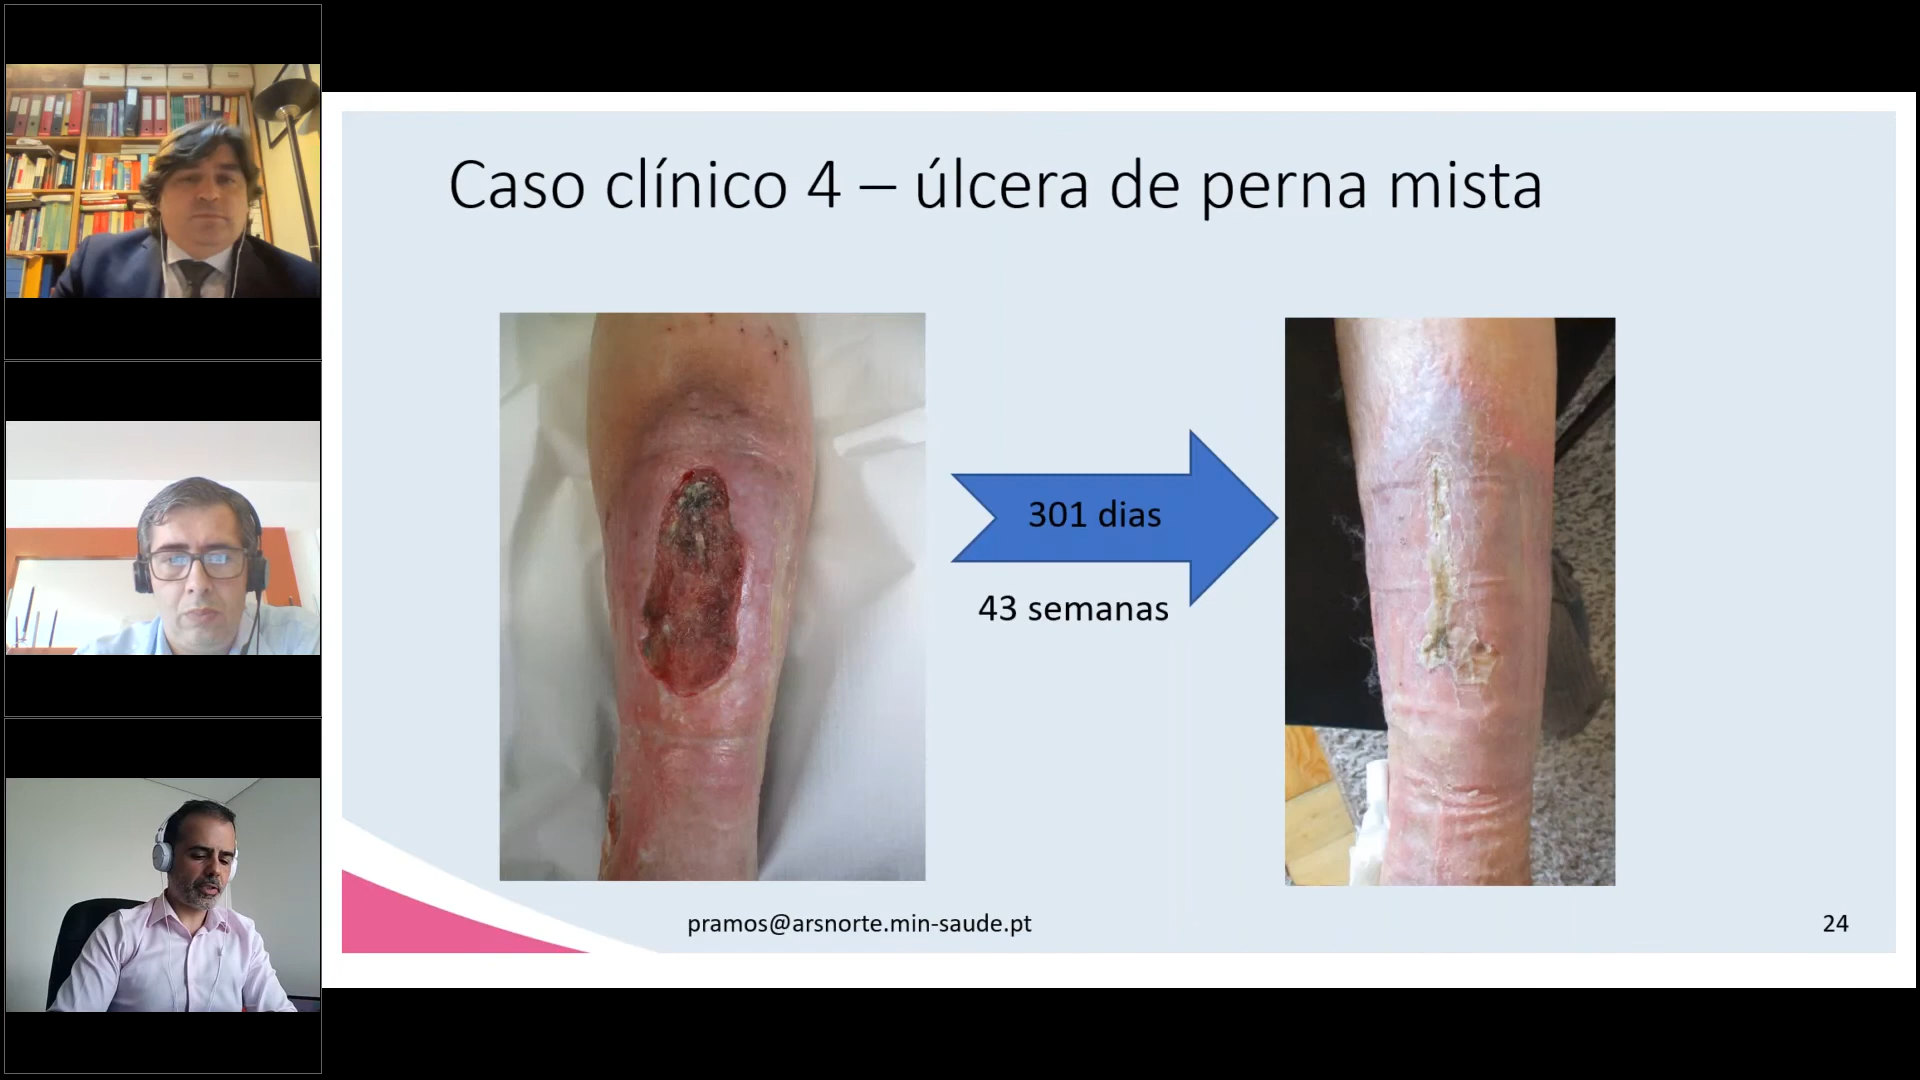 Caso clínico 4 – úlcera de perna mista
301 dias
43 semanas
pramos@arsnorte.min-saude.pt
24